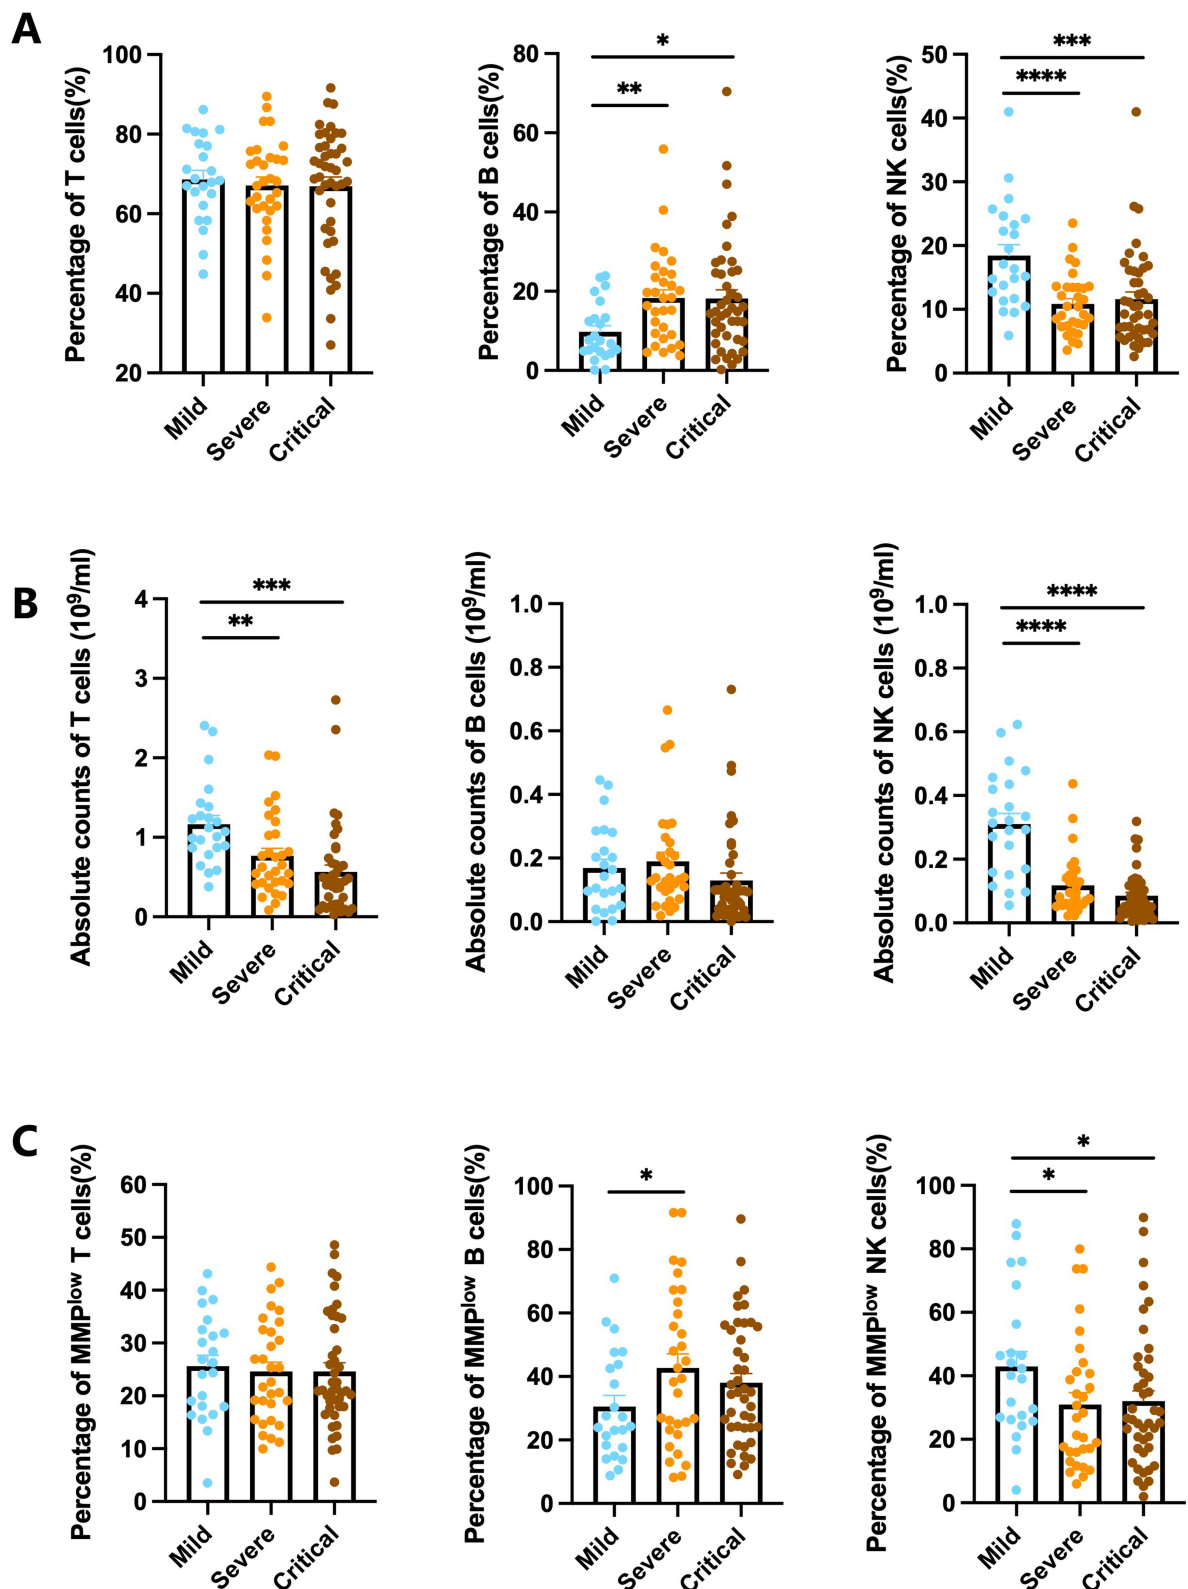 A
Percentage of T cells(%)
100
80
60
40
20
Mild
Severe
Critical
Percentage of B cells(%)
80
60
40
20
0
*
**
Mild
Severe
Critical
Percentage of NK cells(%)
50
40
30
20
10
0
***
****
Mild
Severe
Critical
B
Absolute counts of T cells (10⁹/ml)
4
3
2
1
0
***
**
Mild
Severe
Critical
Absolute counts of B cells (10⁹/ml)
1.0
0.8
0.6
0.4
0.2
0.0
Mild
Severe
Critical
Absolute counts of NK cells (10⁹/ml)
1.0
0.8
0.6
0.4
0.2
0.0
****
****
Mild
Severe
Critical
C
Percentage of MMPˡᵒʷ T cells(%)
60
50
40
30
20
10
0
Mild
Severe
Critical
Percentage of MMPˡᵒʷ B cells(%)
100
80
60
40
20
0
*
Mild
Severe
Critical
Percentage of MMPˡᵒʷ NK cells(%)
100
80
60
40
20
0
*
*
Mild
Severe
Critical